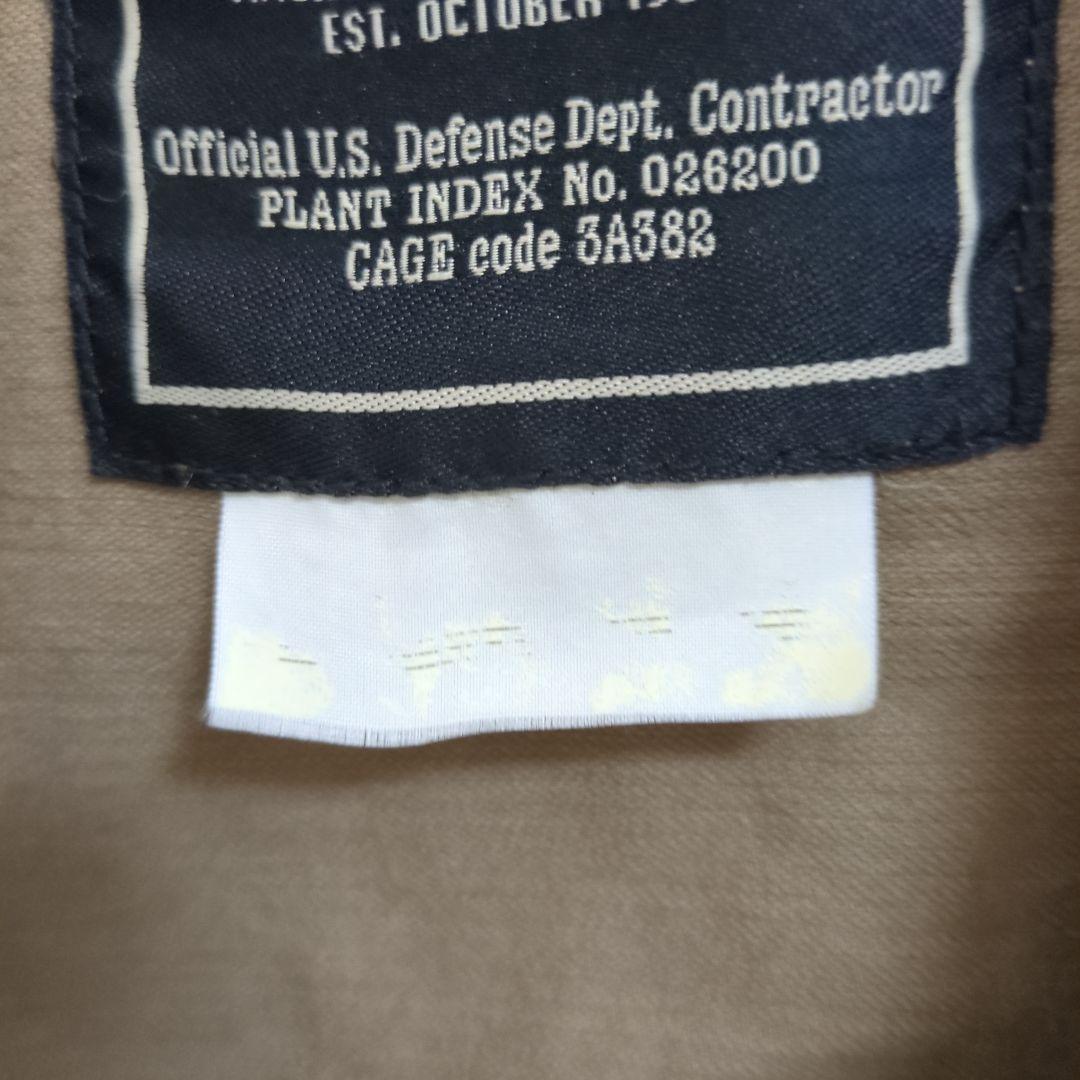 EST. OCTOBER
Official U.S. Defense Dept. Contractor
PLANT INDEX No. 026200
CAGE code 3A382